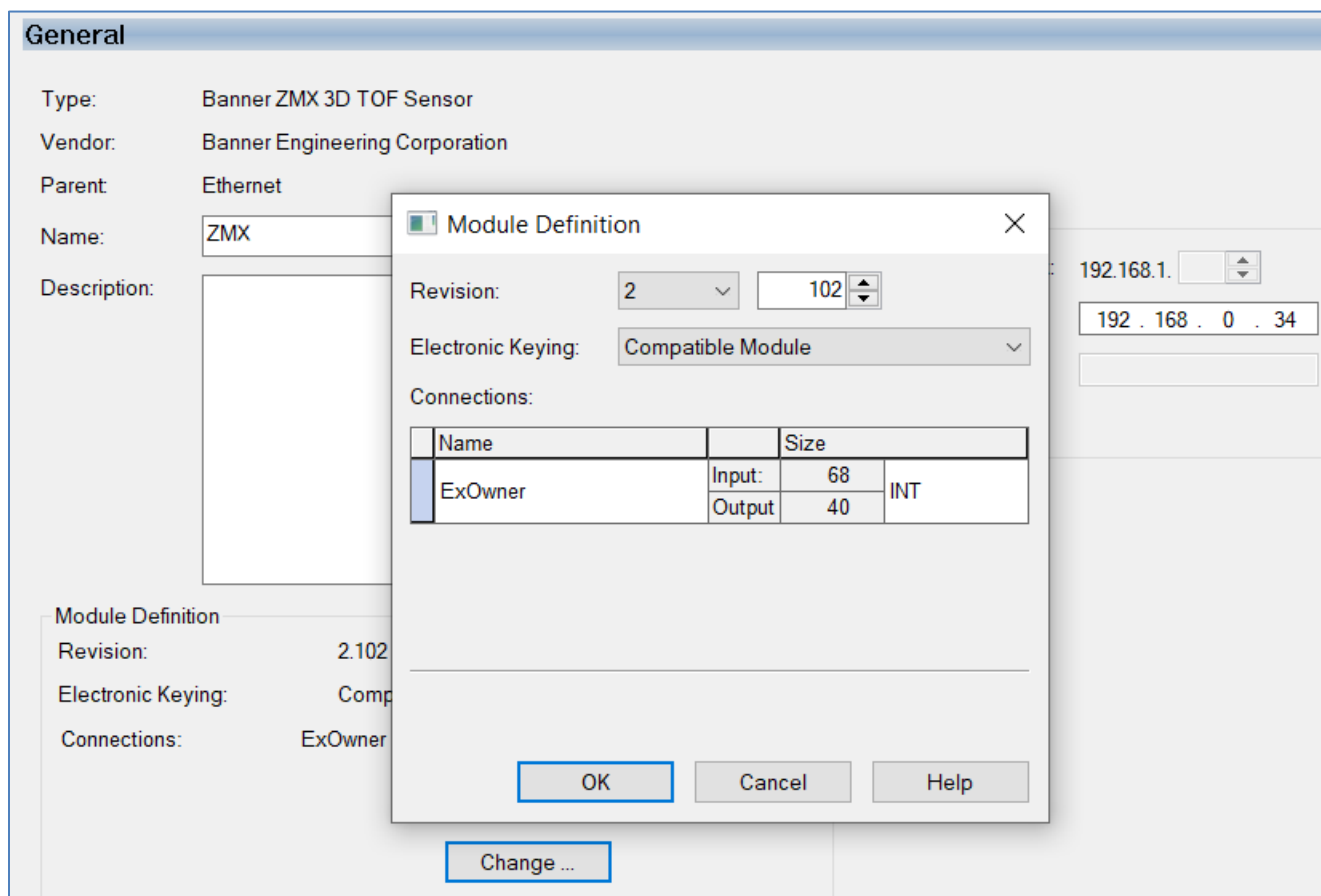 General
Type: Banner ZMX 3D TOF Sensor
Vendor: Banner Engineering Corporation
Parent: Ethernet
Name: ZMX
Description:
192.168.1.
192 . 168 . 0 . 34
Module Definition
Revision: 2.102
Electronic Keying: Comp
Connections: ExOwner
Change ...
Module Definition
Revision: 2 102
Electronic Keying: Compatible Module
Connections:
Name Size
ExOwner Input: 68 INT
Output 40
OK Cancel Help